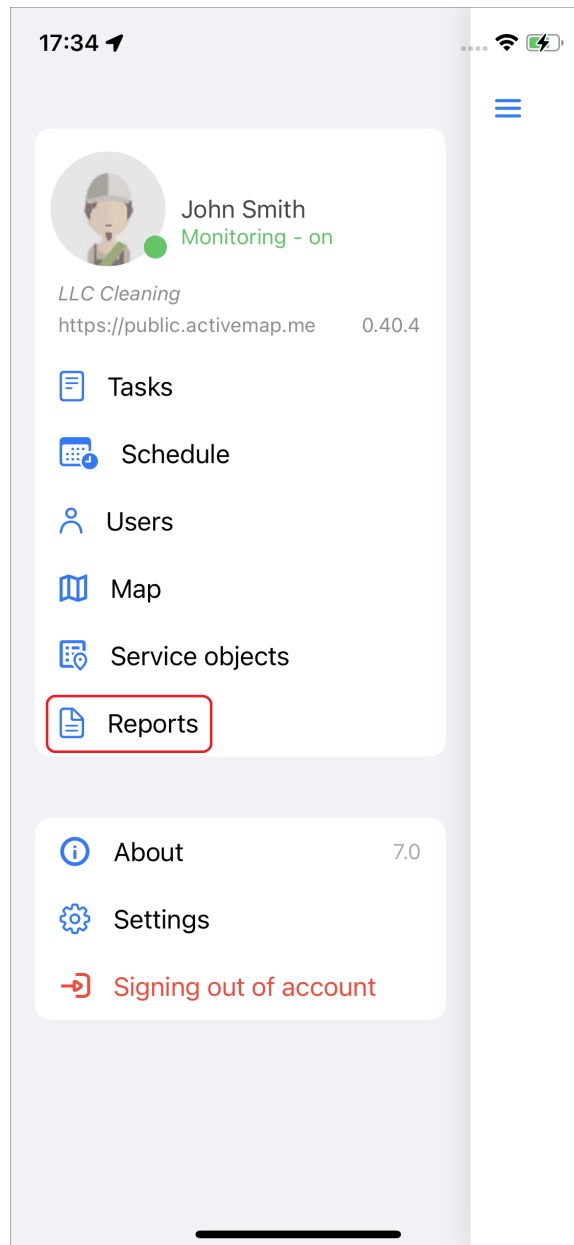 17:34
John Smith
Monitoring - on
LLC Cleaning
https://public.activemap.me 0.40.4
Tasks
Schedule
Users
Map
Service objects
Reports
About 7.0
Settings
Signing out of account